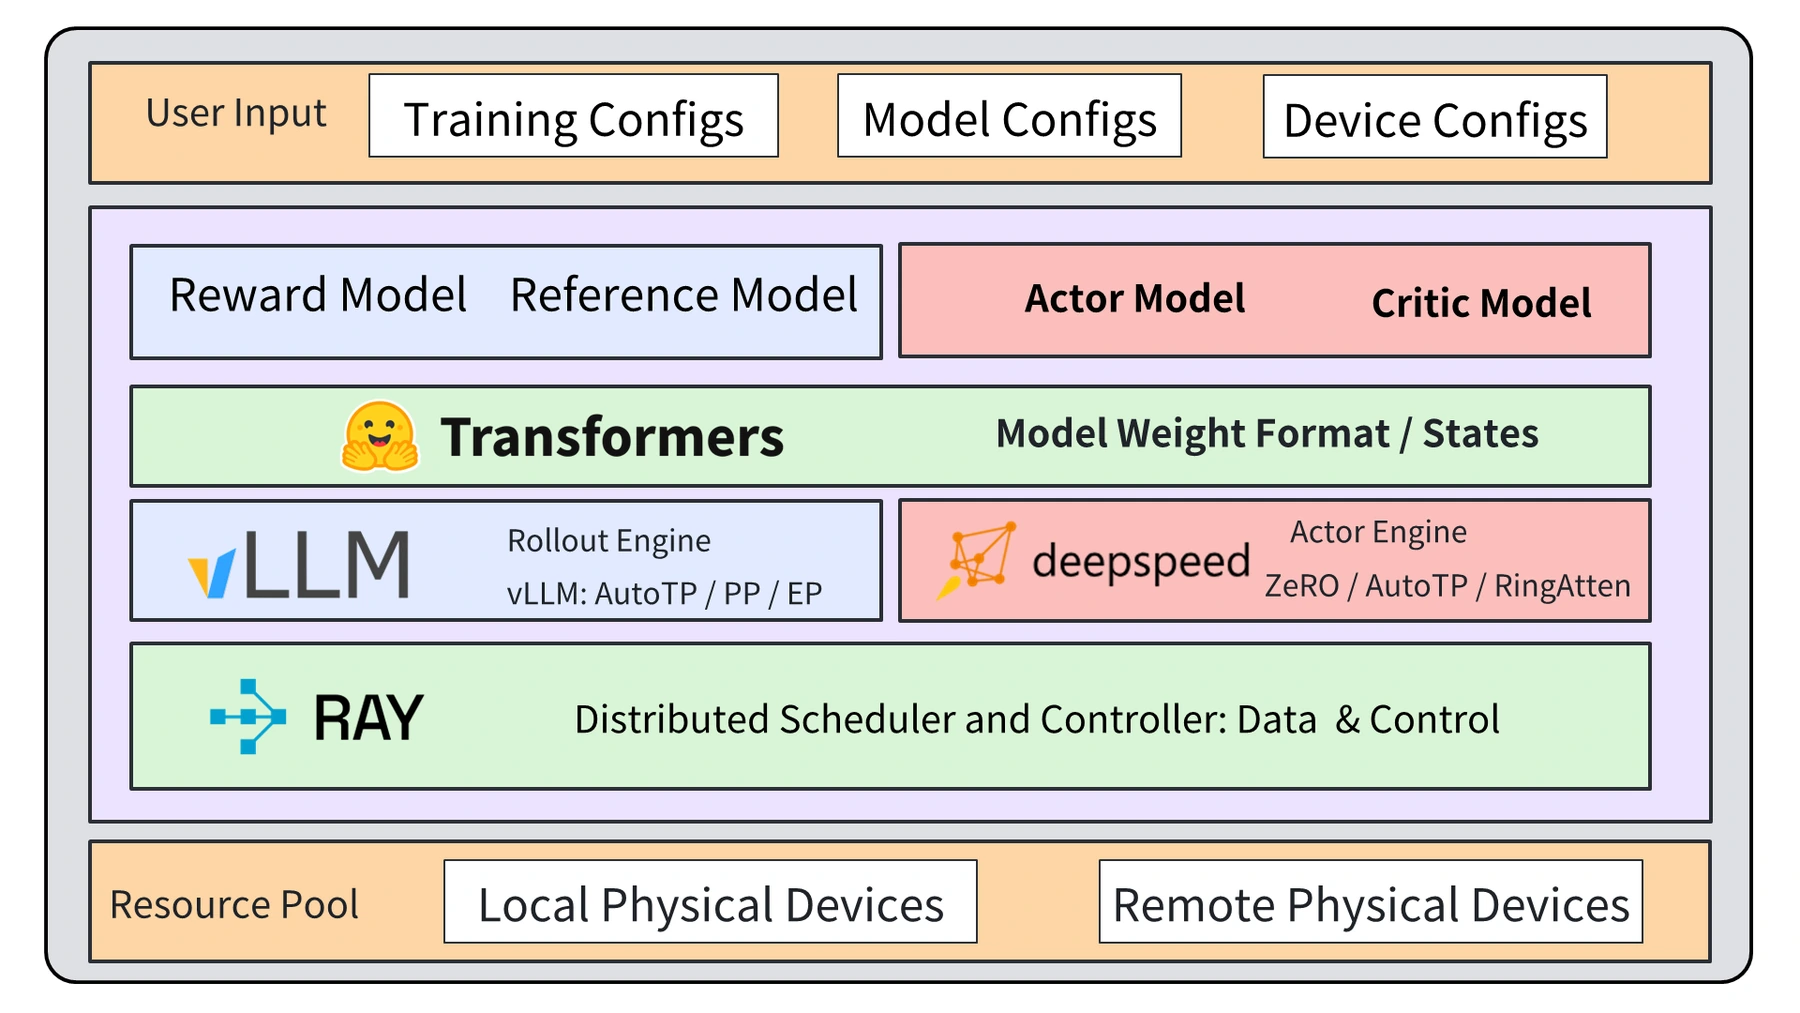 User Input
Training Configs
Model Configs
Device Configs
Reward Model
Reference Model
Actor Model
Critic Model
Transformers
Model Weight Format / States
vLLM
Rollout Engine
vLLM: AutoTP / PP / EP
deepspeed
Actor Engine
ZeRO / AutoTP / RingAtten
RAY
Distributed Scheduler and Controller: Data  & Control
Resource Pool
Local Physical Devices
Remote Physical Devices